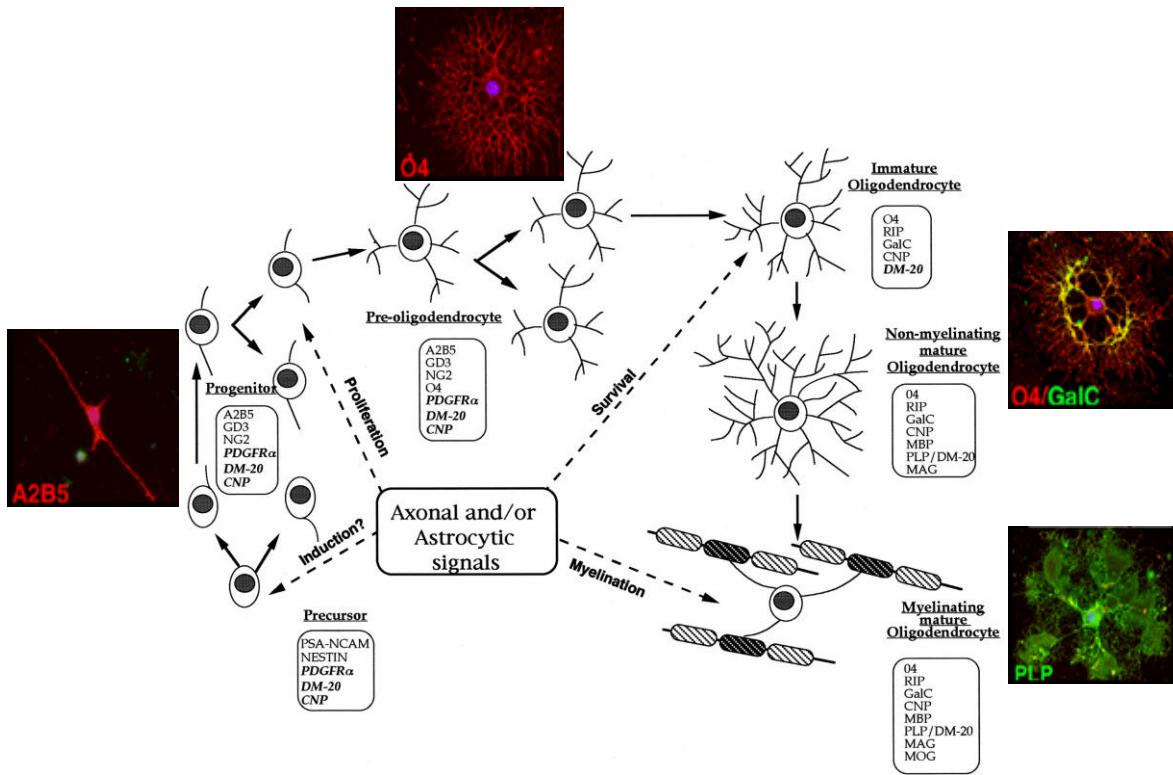 O4
Immature
Oligodendrocyte
O4
RIP
GalC
CNP
DM-20
Pre-oligodendrocyte
A2B5
GD3
NG2
O4
PDGFRα
DM-20
CNP
Progenitor
A2B5
GD3
NG2
PDGFRα
DM-20
CNP
A2B5
Proliferation
Survival
Non-myelinating
mature
Oligodendrocyte
04
RIP
GalC
CNP
MBP
PLP/DM-20
MAG
O4/GalC
Axonal and/or
Astrocytic
signals
Induction?
Myelination
Precursor
PSA-NCAM
NESTIN
PDGFRα
DM-20
CNP
Myelinating
mature
Oligodendrocyte
04
RIP
GalC
CNP
MBP
PLP/DM-20
MAG
MOG
PLP